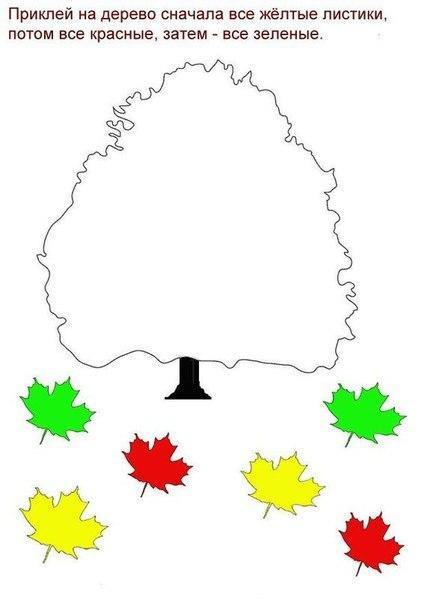 Приклей на дерево сначала все жёлтые листики,
потом все красные, затем - все зеленые.